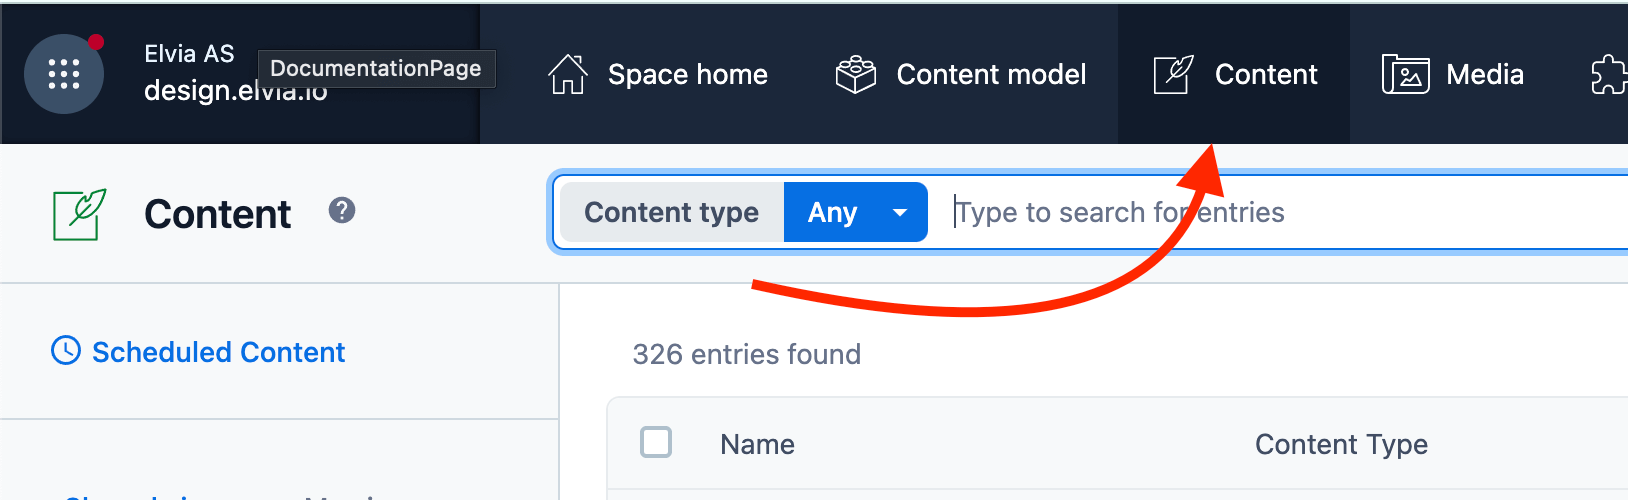 Elvia AS
DocumentationPage
design.elvia.io
Space home
Content model
Content
Media
Content
?
Content type
Any
Type to search for entries
Scheduled Content
326 entries found
Name
Content Type